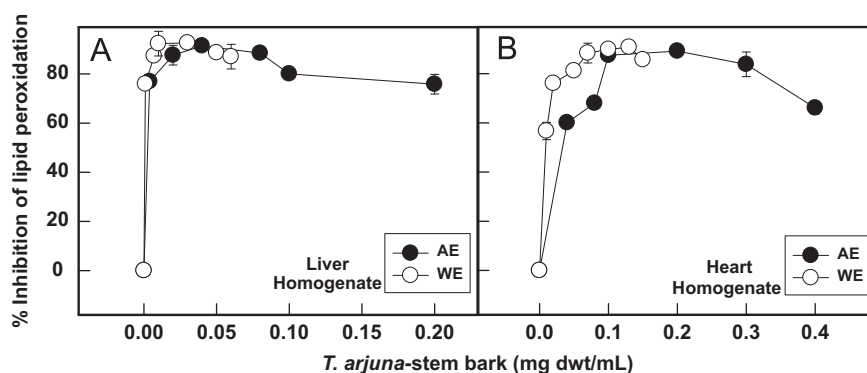 A
B
% Inhibition of lipid peroxidation
80
60
40
20
0
Liver
Homogenate
AE
WE
Heart
Homogenate
AE
WE
0.00 0.05 0.10 0.15 0.20
0.0 0.1 0.2 0.3 0.4
T. arjuna-stem bark (mg dwt/mL)